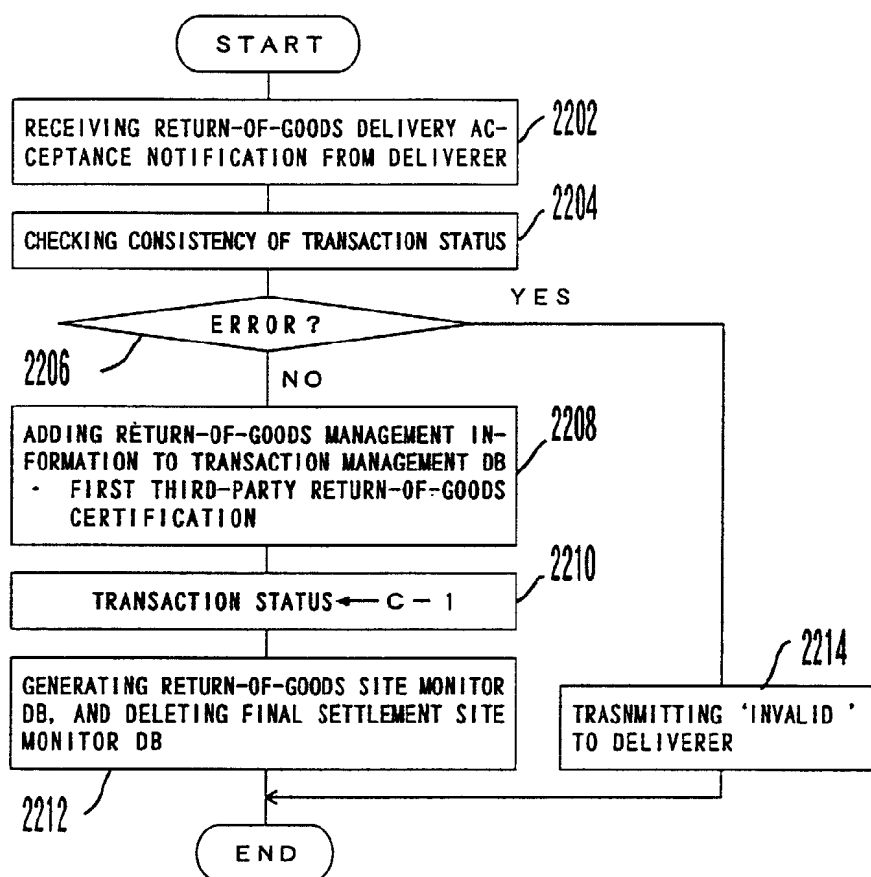 START
RECEIVING RETURN-OF-GOODS DELIVERY AC-
CEPTANCE NOTIFICATION FROM DELIVERER
2202
CHECKING CONSISTENCY OF TRANSACTION STATUS
2204
ERROR?
YES
2206
NO
ADDING RETURN-OF-GOODS MANAGEMENT IN-
FORMATION TO TRANSACTION MANAGEMENT DB
· FIRST THIRD-PARTY RETURN-OF-GOODS
CERTIFICATION
2208
TRANSACTION STATUS ← C - 1
2210
GENERATING RETURN-OF-GOODS SITE MONITOR
DB, AND DELETING FINAL SETTLEMENT SITE
MONITOR DB
2212
TRASNMITTING 'INVALID '
TO DELIVERER
2214
END